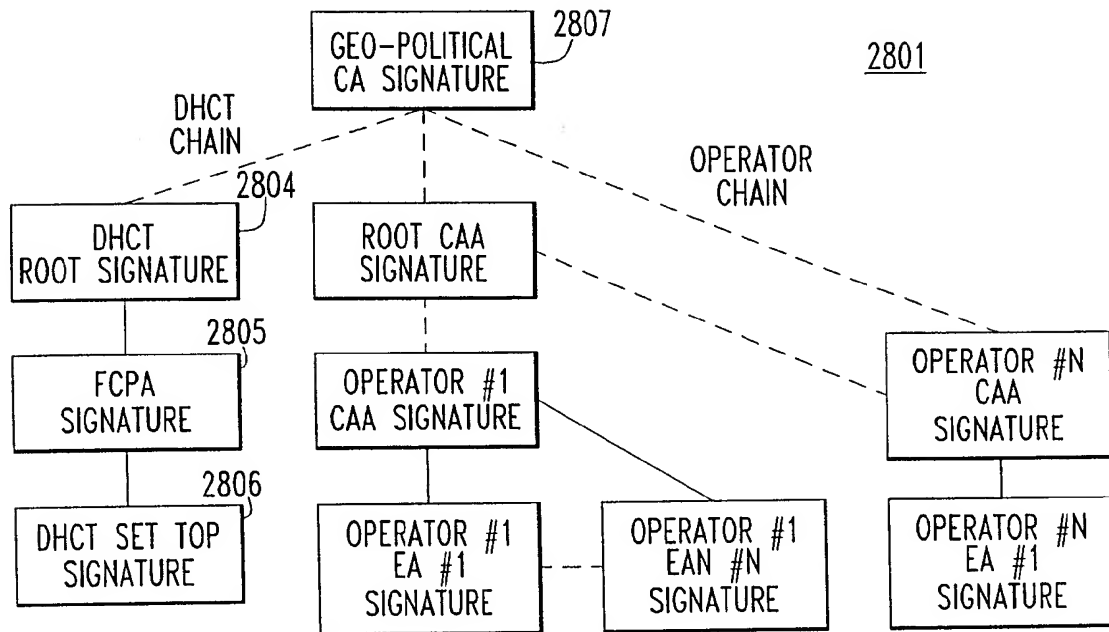 2807
GEO-POLITICAL
CA SIGNATURE
2801
DHCT
CHAIN
OPERATOR
CHAIN
2804
DHCT
ROOT SIGNATURE
ROOT CAA
SIGNATURE
2805
FCPA
SIGNATURE
OPERATOR #1
CAA SIGNATURE
OPERATOR #N
CAA
SIGNATURE
2806
DHCT SET TOP
SIGNATURE
OPERATOR #1
EA #1
SIGNATURE
OPERATOR #1
EAN #N
SIGNATURE
OPERATOR #N
EA #1
SIGNATURE